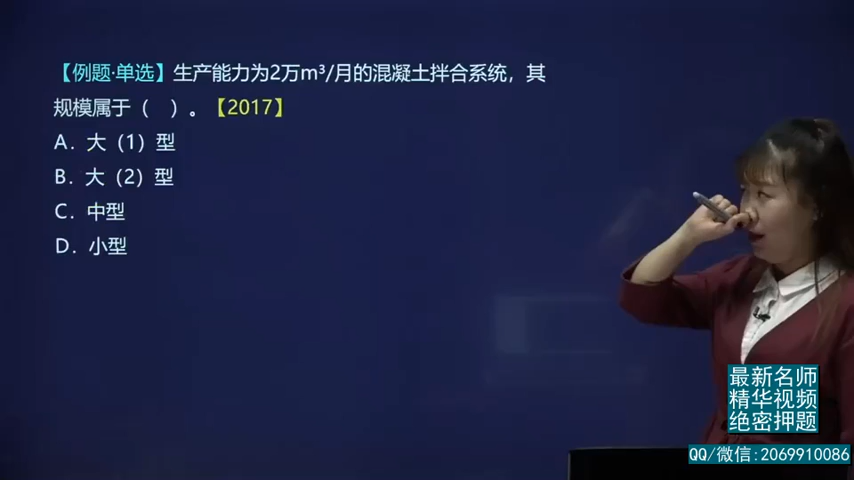 【例题·单选】生产能力为2万m³/月的混凝土拌合系统，其
规模属于（　）。【2017】
A. 大（1）型
B. 大（2）型
C. 中型
D. 小型
最新名师
精华视频
绝密押题
QQ/微信:2069910086